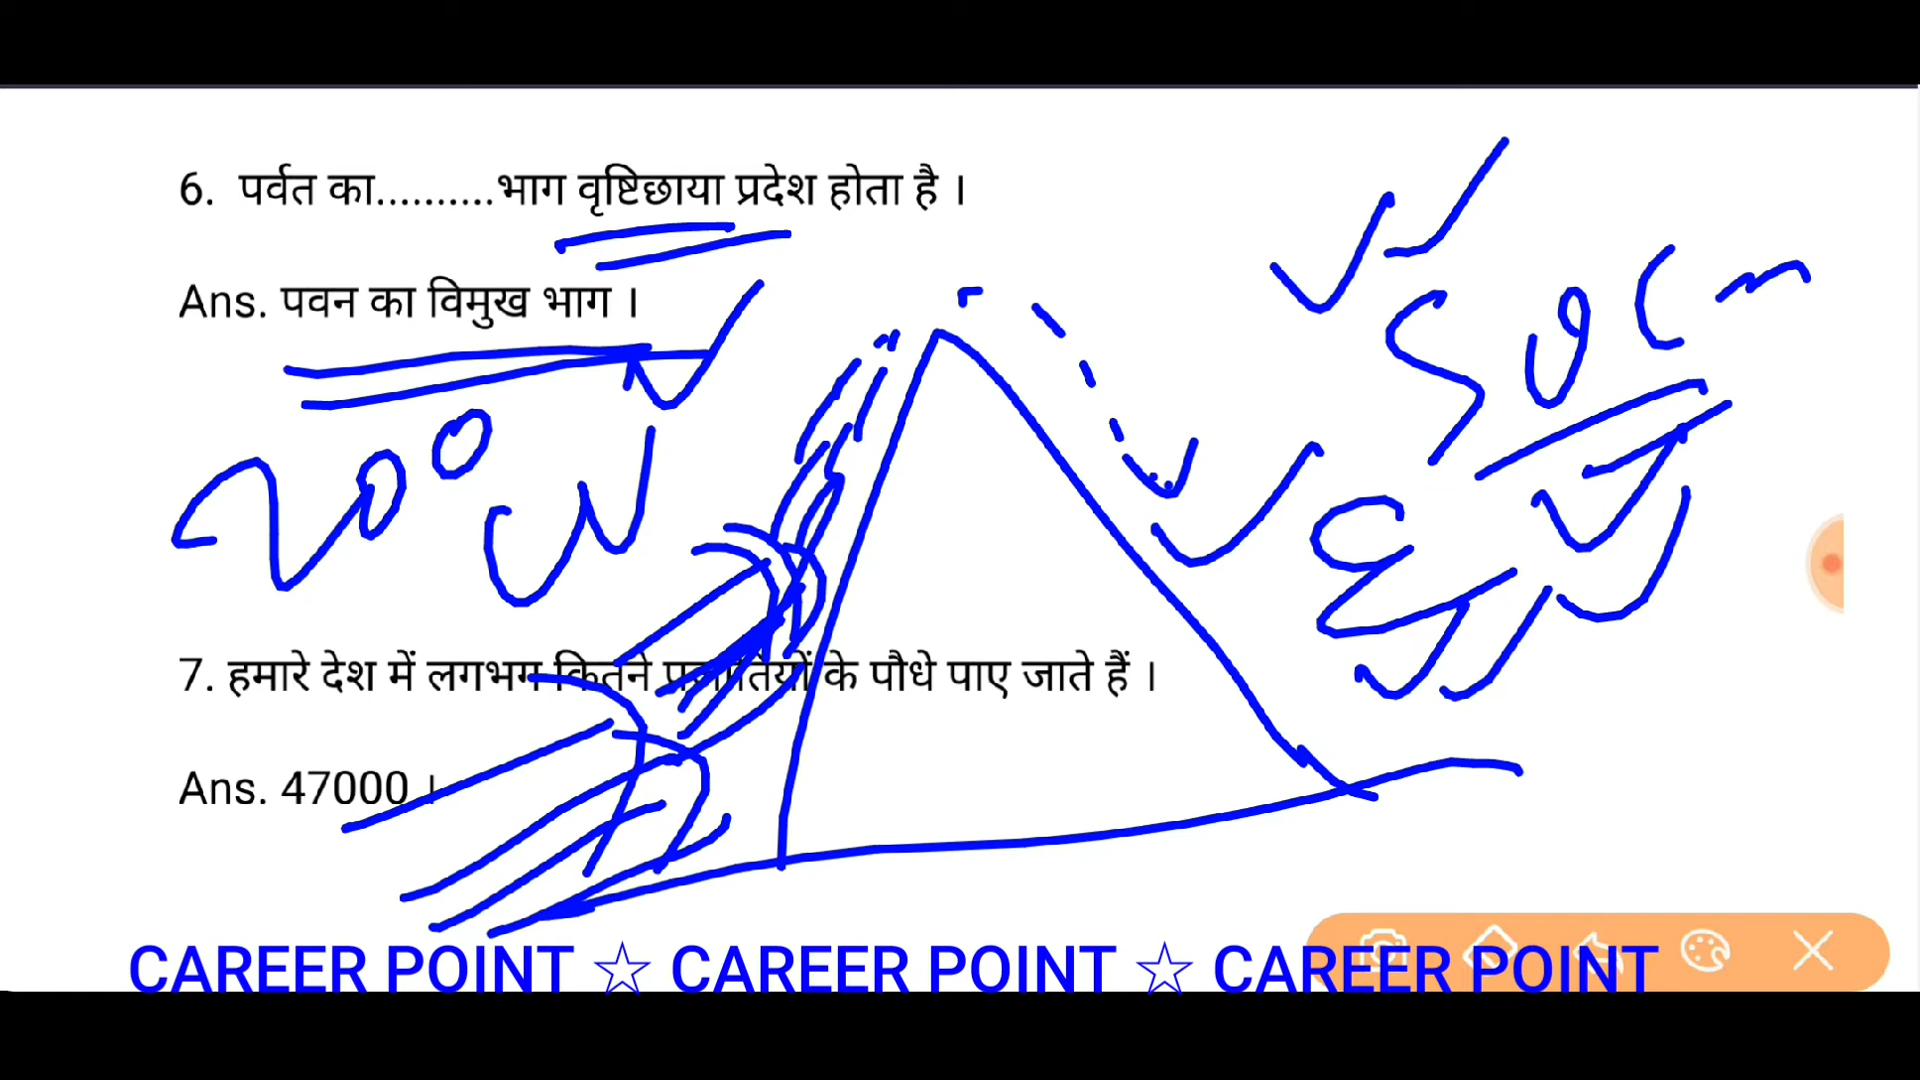 6. पर्वत का..........भाग वृष्टिछाया प्रदेश होता है ।
Ans. पवन का विमुख भाग ।
7. हमारे देश में लगभग कितने प्रजातियों के पौधे पाए जाते हैं ।
Ans. 47000 ।
CAREER POINT ☆ CAREER POINT ☆ CAREER POINT